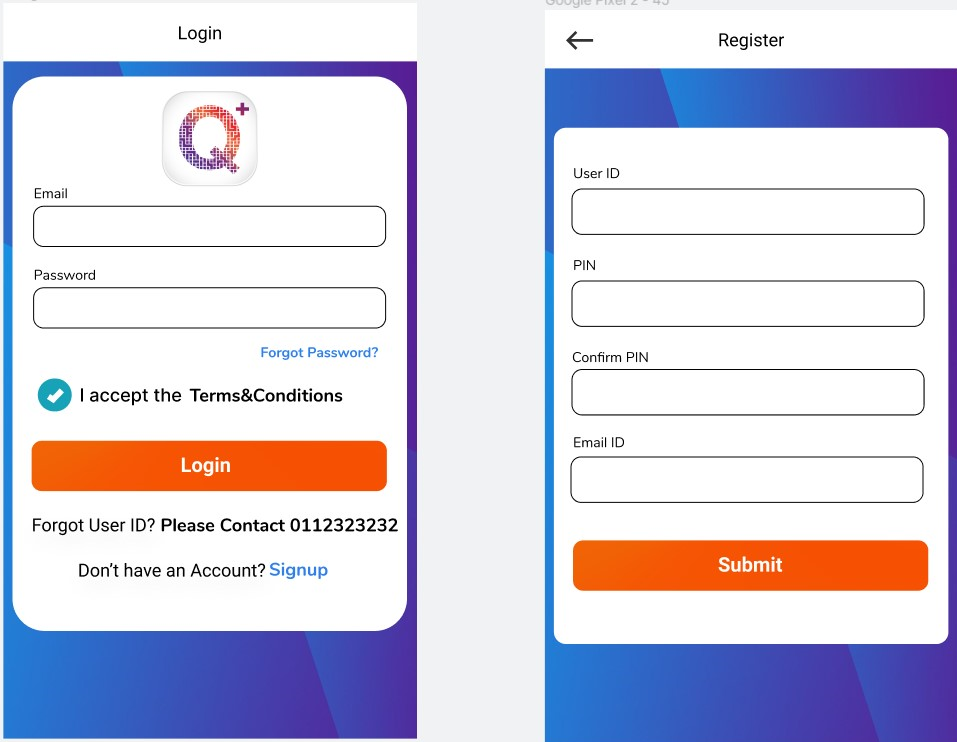 Login
Email
Password
Forgot Password?
I accept the Terms&Conditions
Login
Forgot User ID? Please Contact 0112323232
Don't have an Account? Signup
Google Pixel 2 - 45
Register
User ID
PIN
Confirm PIN
Email ID
Submit